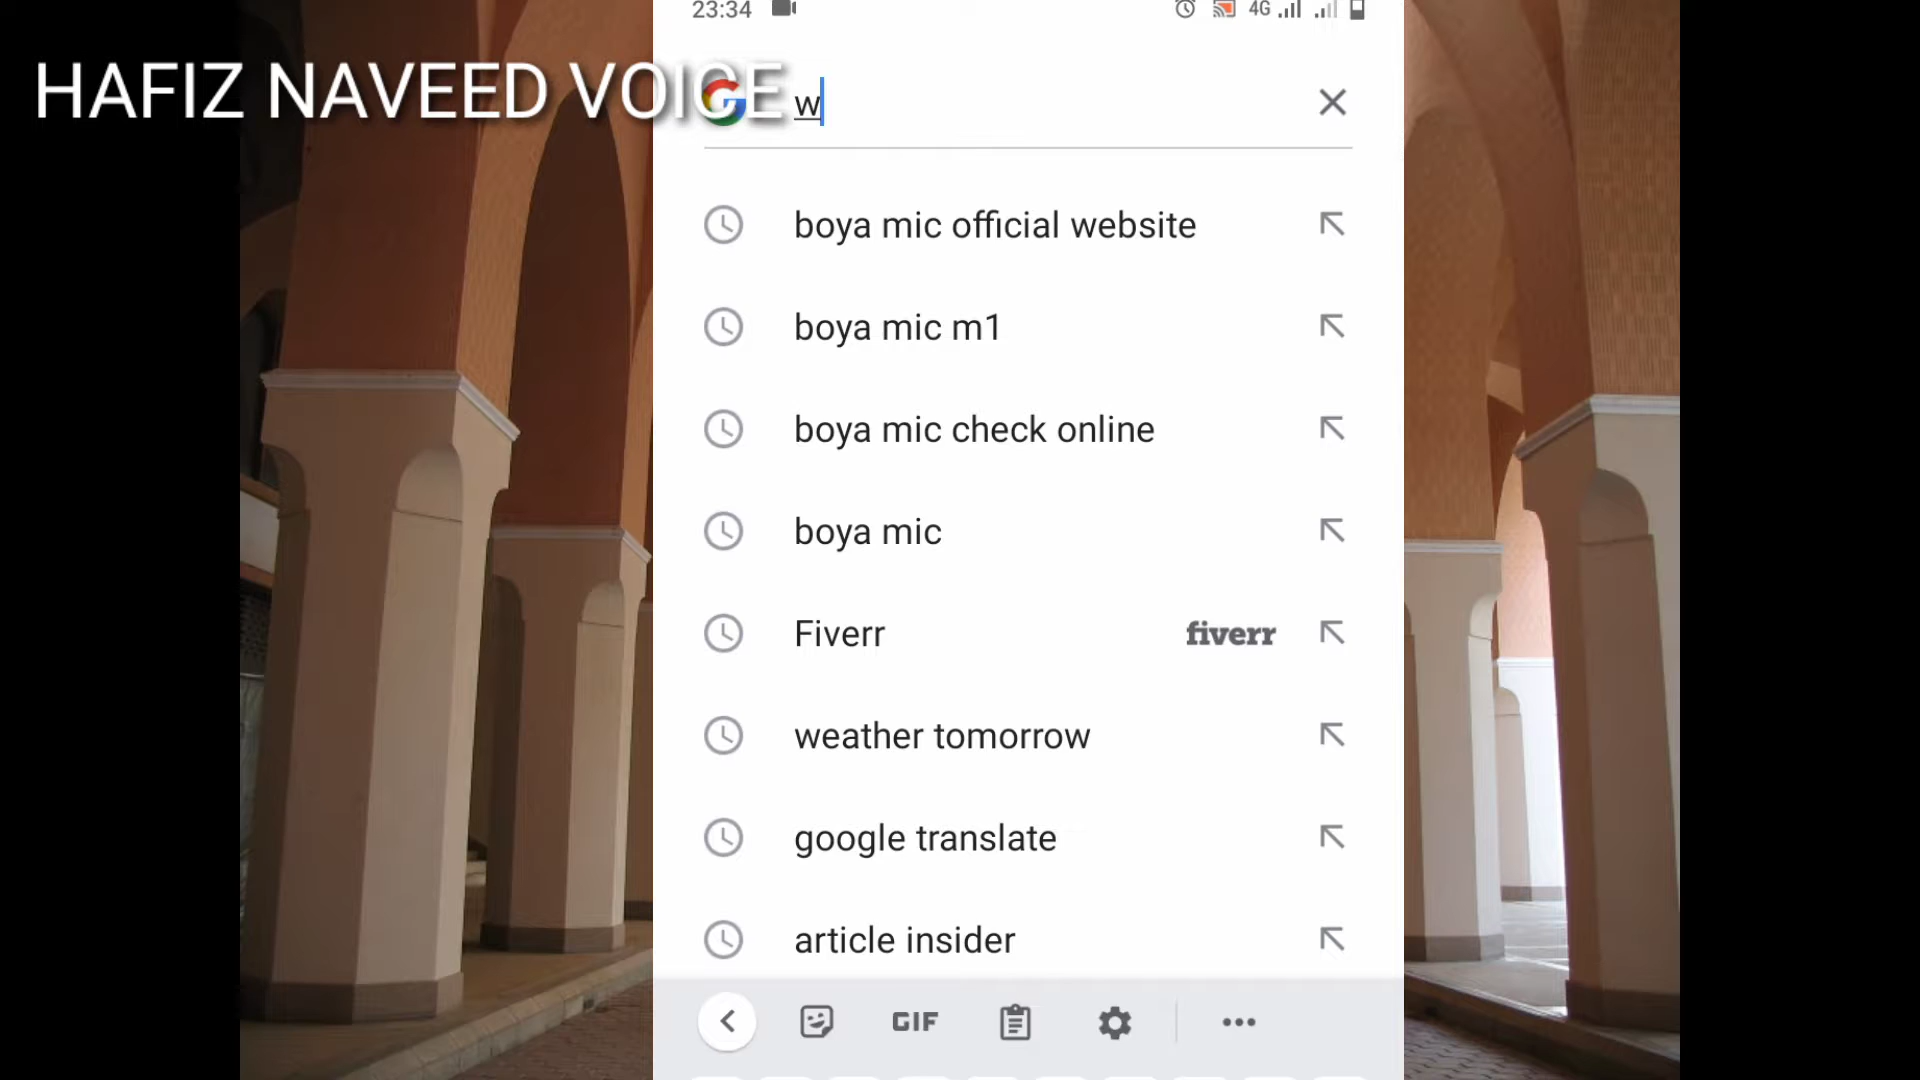 23:34
4G
HAFIZ NAVEED VOICE
w
boya mic official website
boya mic m1
boya mic check online
boya mic
Fiverr
fiverr
weather tomorrow
google translate
article insider
GIF